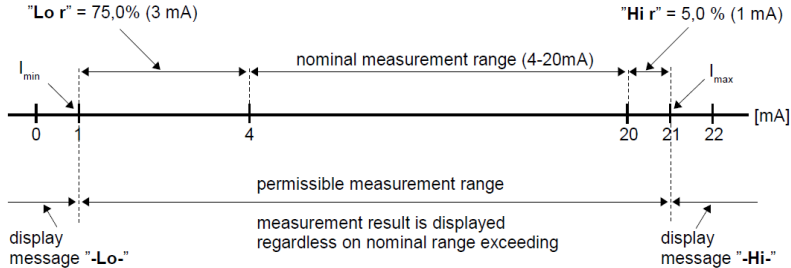 "Lo r" = 75,0% (3 mA)
"Hi r" = 5,0 % (1 mA)
nominal measurement range (4-20mA)
Imin
Imax
0 1 4 20 21 22 [mA]
permissible measurement range
measurement result is displayed
regardless on nominal range exceeding
display
message "-Lo-"
display
message "-Hi-"